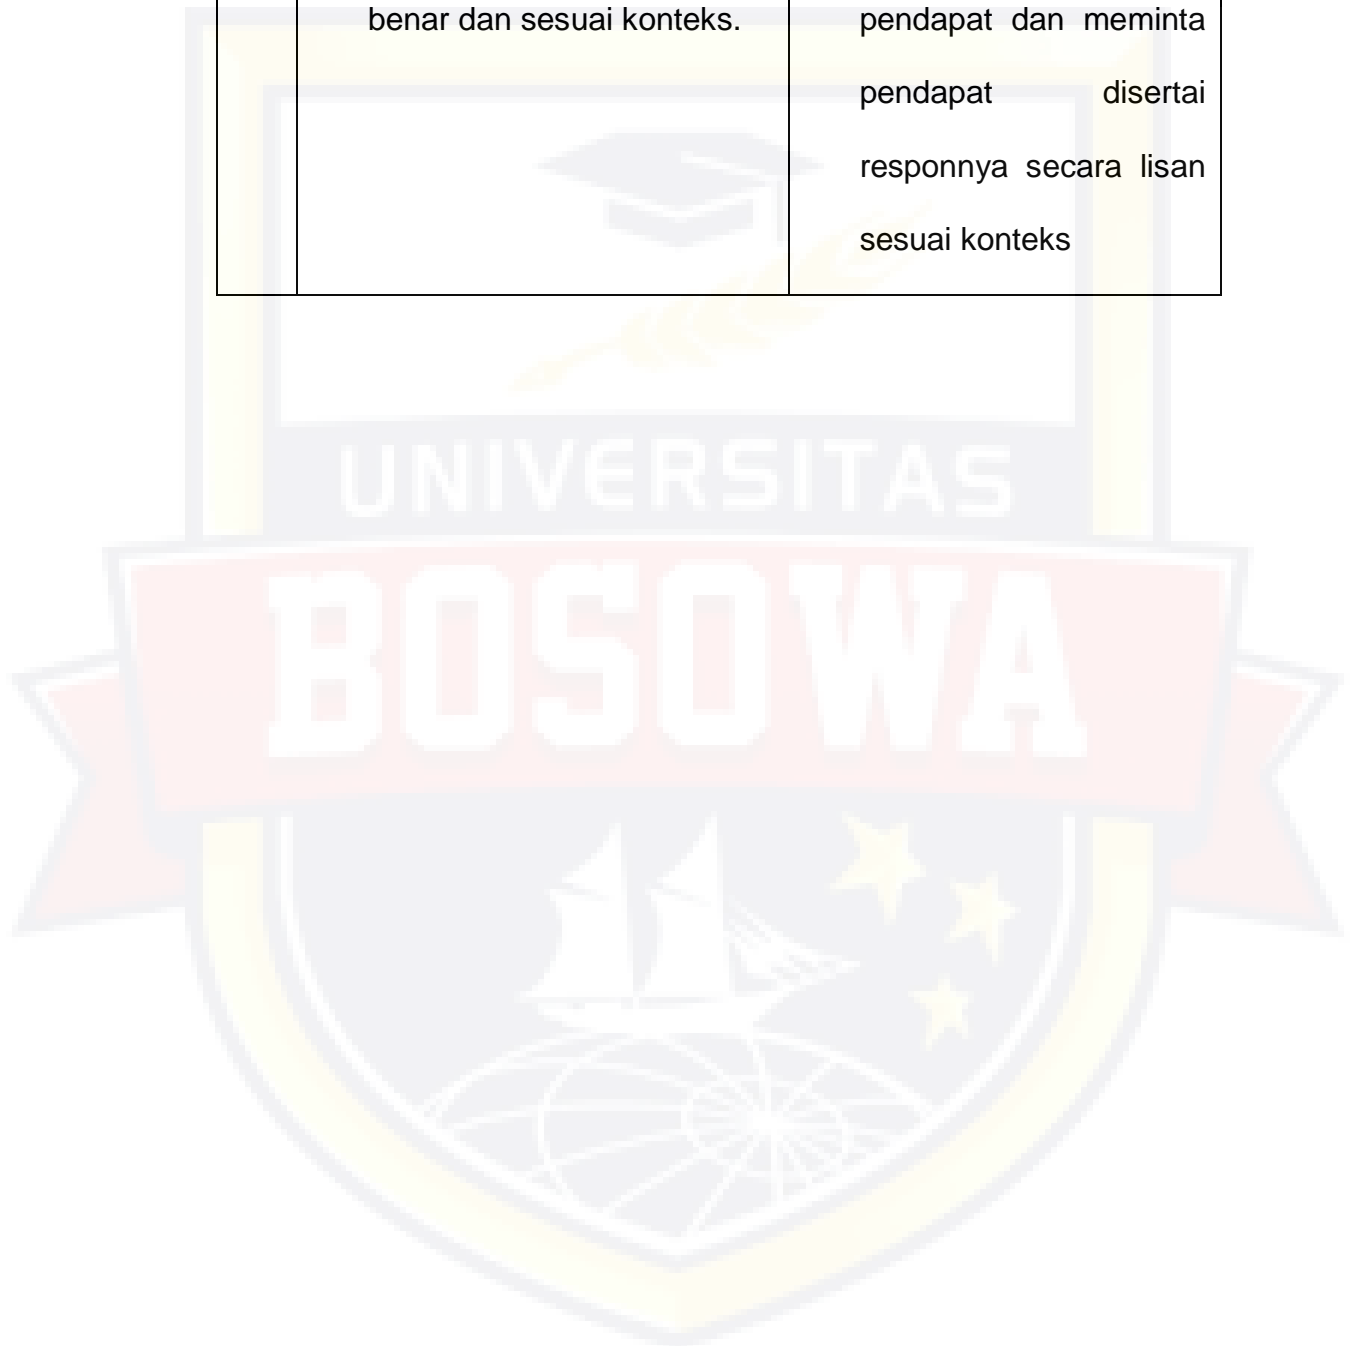 benar dan sesuai konteks.
pendapat dan meminta
pendapat disertai
responnya secara lisan
sesuai konteks
UNIVERSITAS
BOSOWA